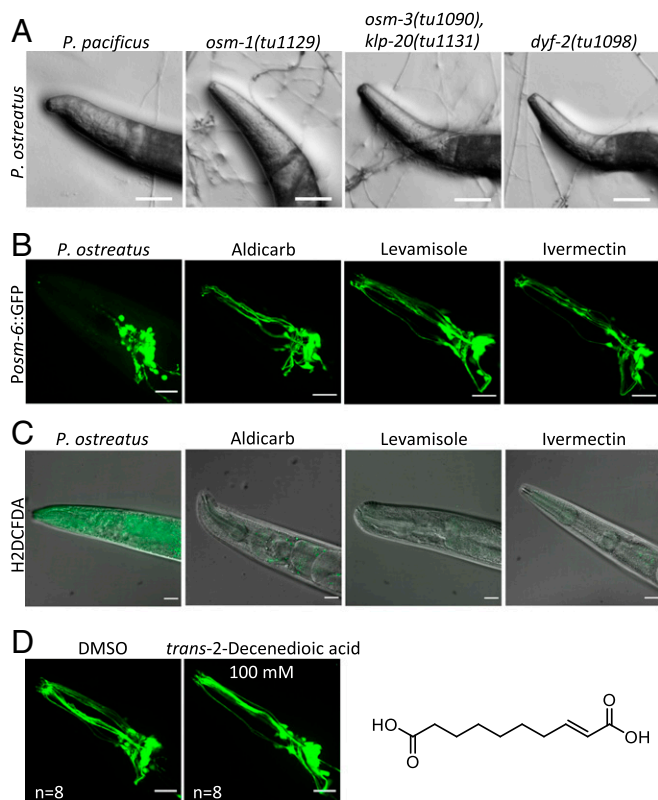 A
P. pacificus
osm-1(tu1129)
osm-3(tu1090),
klp-20(tu1131)
dyf-2(tu1098)
P. ostreatus
B
P. ostreatus
Aldicarb
Levamisole
Ivermectin
Posm-6::GFP
C
P. ostreatus
Aldicarb
Levamisole
Ivermectin
H2DCFDA
D
DMSO
trans-2-Decenedioic acid
100 mM
n=8
n=8
HO
O
O
OH